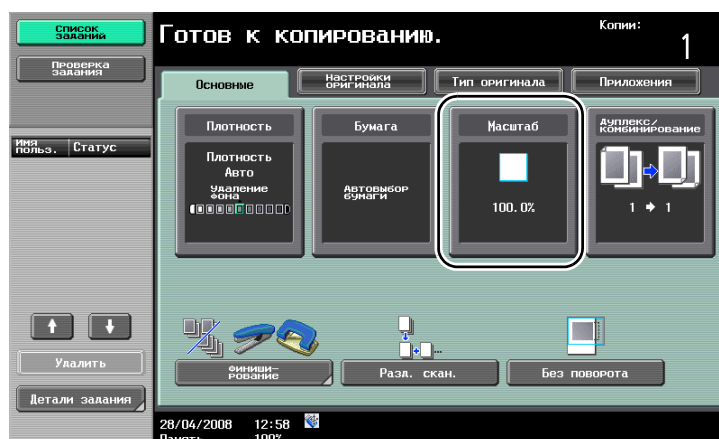 Список
заданий
Готов к копированию.
Копии:
1
Проверка
задания
Основные
Настройки
оригинала
Тип оригинала
Приложения
Имя
польз.
Статус
Плотность
Бумага
Масштаб
Дуплекс/
Комбинирование
Плотность
Авто
Удаление
Фона
Автовыбор
бумаги
100.0%
1 → 1
Удалить
Финиши-
рование
Разд. скан.
Без поворота
Детали задания
28/04/2008 12:58
Память 100%